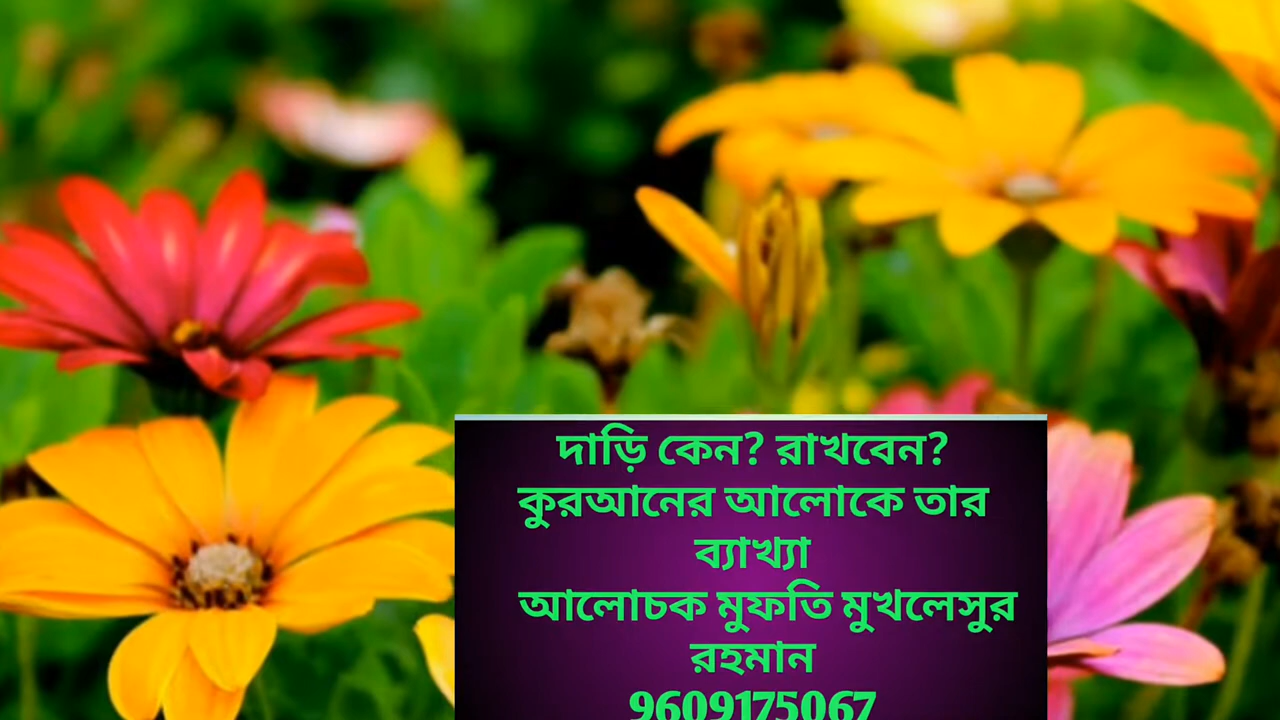 দাড়ি কেন? রাখবেন?
কুরআনের আলোকে তার
ব্যাখ্যা
আলোচক মুফতি মুখলেসুর
রহমান
9609175067